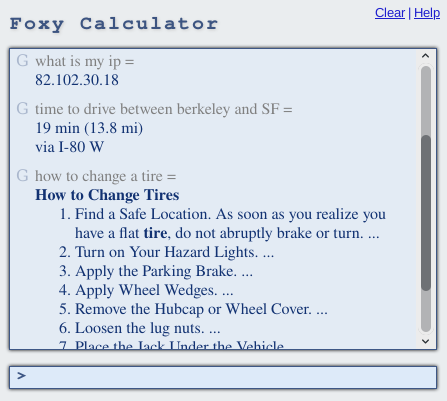 Clear | Help
Foxy Calculator
G what is my ip =
82.102.30.18
G time to drive between berkeley and SF =
19 min (13.8 mi)
via I-80 W
G how to change a tire =
How to Change Tires
1. Find a Safe Location. As soon as you realize you
have a flat tire, do not abruptly brake or turn. ...
2. Turn on Your Hazard Lights. ...
3. Apply the Parking Brake. ...
4. Apply Wheel Wedges. ...
5. Remove the Hubcap or Wheel Cover. ...
6. Loosen the lug nuts. ...
7. Place the Jack Under the Vehicle. ...
>